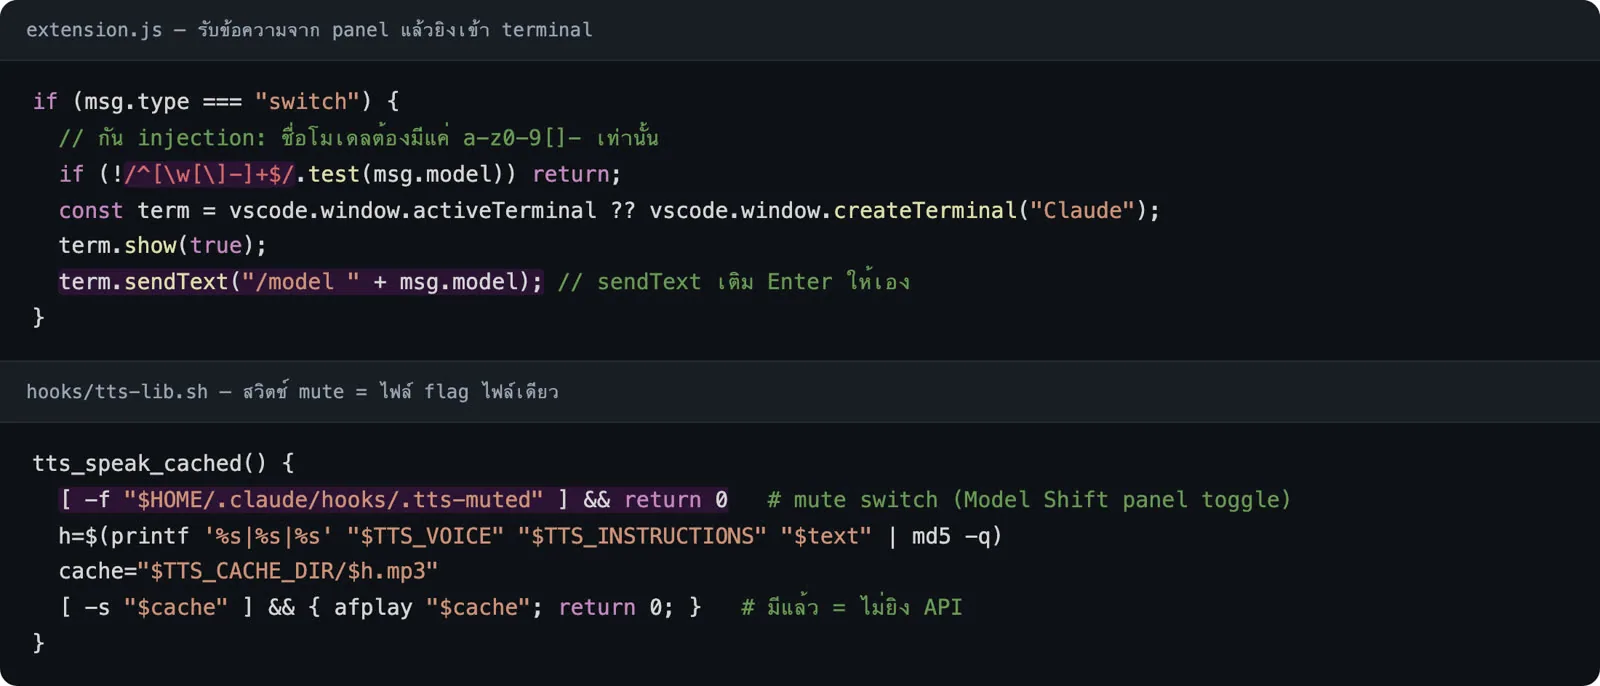 extension.js — รับข้อความจาก panel แล้วยิงเข้า terminal
if (msg.type === "switch") {
// กัน injection: ชื่อโมเดลต้องมีแค่ a-z0-9[]- เท่านั้น
if (!/^[\w[\]-]+$/.test(msg.model)) return;
const term = vscode.window.activeTerminal ?? vscode.window.createTerminal("Claude");
term.show(true);
term.sendText("/model " + msg.model); // sendText เติม Enter ให้เอง
}
hooks/tts-lib.sh — สวิตช์ mute = ไฟล์ flag ไฟล์เดียว
tts_speak_cached() {
[ -f "$HOME/.claude/hooks/.tts-muted" ] && return 0 # mute switch (Model Shift panel toggle)
h=$(printf '%s|%s|%s' "$TTS_VOICE" "$TTS_INSTRUCTIONS" "$text" | md5 -q)
cache="$TTS_CACHE_DIR/$h.mp3"
[ -s "$cache" ] && { afplay "$cache"; return 0; } # มีแล้ว = ไม่ยิง API
}